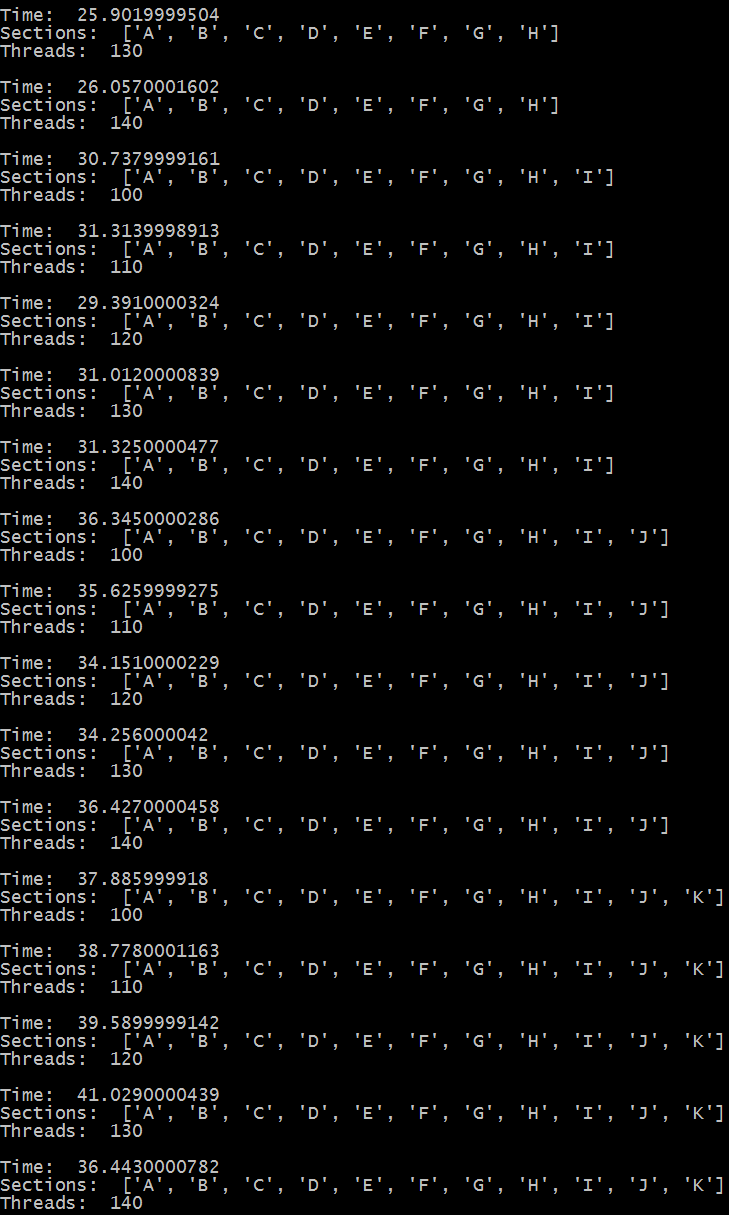 Time:  25.9019999504
Sections:  ['A', 'B', 'C', 'D', 'E', 'F', 'G', 'H']
Threads:  130
Time:  26.0570001602
Sections:  ['A', 'B', 'C', 'D', 'E', 'F', 'G', 'H']
Threads:  140
Time:  30.7379999161
Sections:  ['A', 'B', 'C', 'D', 'E', 'F', 'G', 'H', 'I']
Threads:  100
Time:  31.3139998913
Sections:  ['A', 'B', 'C', 'D', 'E', 'F', 'G', 'H', 'I']
Threads:  110
Time:  29.3910000324
Sections:  ['A', 'B', 'C', 'D', 'E', 'F', 'G', 'H', 'I']
Threads:  120
Time:  31.0120000839
Sections:  ['A', 'B', 'C', 'D', 'E', 'F', 'G', 'H', 'I']
Threads:  130
Time:  31.3250000477
Sections:  ['A', 'B', 'C', 'D', 'E', 'F', 'G', 'H', 'I']
Threads:  140
Time:  36.3450000286
Sections:  ['A', 'B', 'C', 'D', 'E', 'F', 'G', 'H', 'I', 'J']
Threads:  100
Time:  35.6259999275
Sections:  ['A', 'B', 'C', 'D', 'E', 'F', 'G', 'H', 'I', 'J']
Threads:  110
Time:  34.1510000229
Sections:  ['A', 'B', 'C', 'D', 'E', 'F', 'G', 'H', 'I', 'J']
Threads:  120
Time:  34.256000042
Sections:  ['A', 'B', 'C', 'D', 'E', 'F', 'G', 'H', 'I', 'J']
Threads:  130
Time:  36.4270000458
Sections:  ['A', 'B', 'C', 'D', 'E', 'F', 'G', 'H', 'I', 'J']
Threads:  140
Time:  37.885999918
Sections:  ['A', 'B', 'C', 'D', 'E', 'F', 'G', 'H', 'I', 'J', 'K']
Threads:  100
Time:  38.7780001163
Sections:  ['A', 'B', 'C', 'D', 'E', 'F', 'G', 'H', 'I', 'J', 'K']
Threads:  110
Time:  39.5899999142
Sections:  ['A', 'B', 'C', 'D', 'E', 'F', 'G', 'H', 'I', 'J', 'K']
Threads:  120
Time:  41.0290000439
Sections:  ['A', 'B', 'C', 'D', 'E', 'F', 'G', 'H', 'I', 'J', 'K']
Threads:  130
Time:  36.4430000782
Sections:  ['A', 'B', 'C', 'D', 'E', 'F', 'G', 'H', 'I', 'J', 'K']
Threads:  140